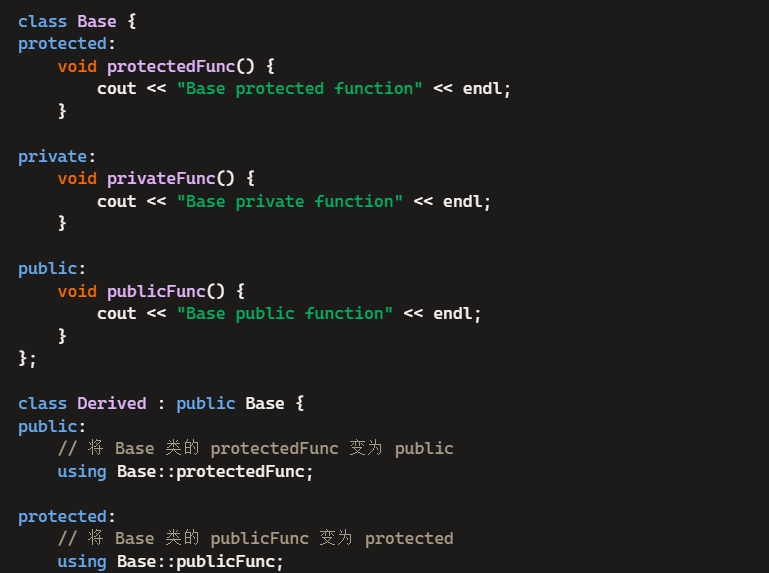 class Base {
protected:
    void protectedFunc() {
        cout << "Base protected function" << endl;
    }

private:
    void privateFunc() {
        cout << "Base private function" << endl;
    }

public:
    void publicFunc() {
        cout << "Base public function" << endl;
    }
};

class Derived : public Base {
public:
    // 将 Base 类的 protectedFunc 变为 public
    using Base::protectedFunc;

protected:
    // 将 Base 类的 publicFunc 变为 protected
    using Base::publicFunc;